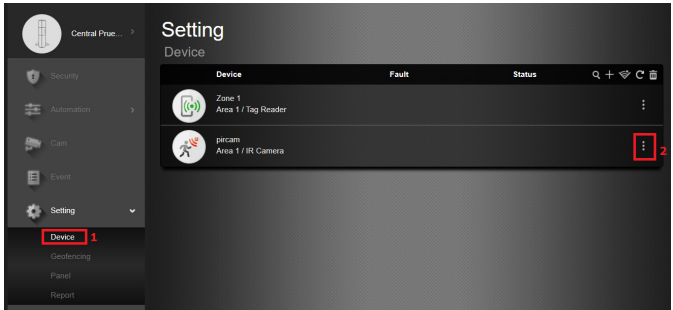 Central Prue...
Setting
Device
Security
Automation
Cam
Event
Setting
Device 1
Geofencing
Panel
Report
Device Fault Status
Zone 1
Area 1 / Tag Reader
pircam
Area 1 / IR Camera
2